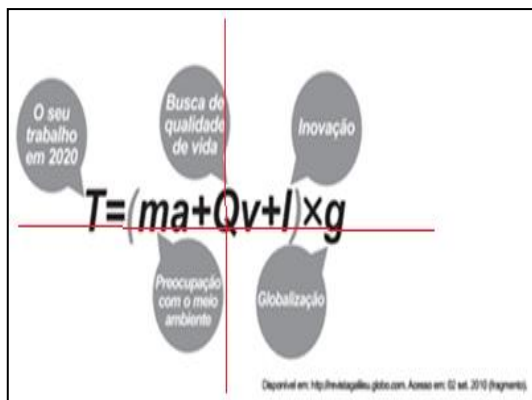 O seu
trabalho
em 2020
Busca de
qualidade
de vida
Inovação
T=(ma+Qv+I)×g
Preocupação
com o meio
ambiente
Globalização
Disponível em: http://revistagalileu.globo.com. Acesso em: 02 set. 2010 (fragmento).